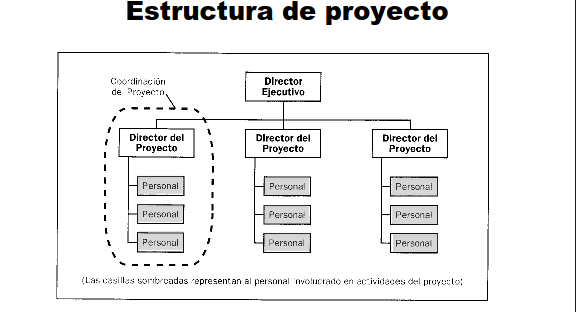 Estructura de proyecto
Coordinación
de Proyecto
Director
Ejecutivo
Director del
Proyecto
Director del
Proyecto
Director del
Proyecto
Personal
Personal
Personal
Personal
Personal
Personal
Personal
Personal
Personal
(Las casillas sombreadas representan al personal involucrado en actividades del proyecto)